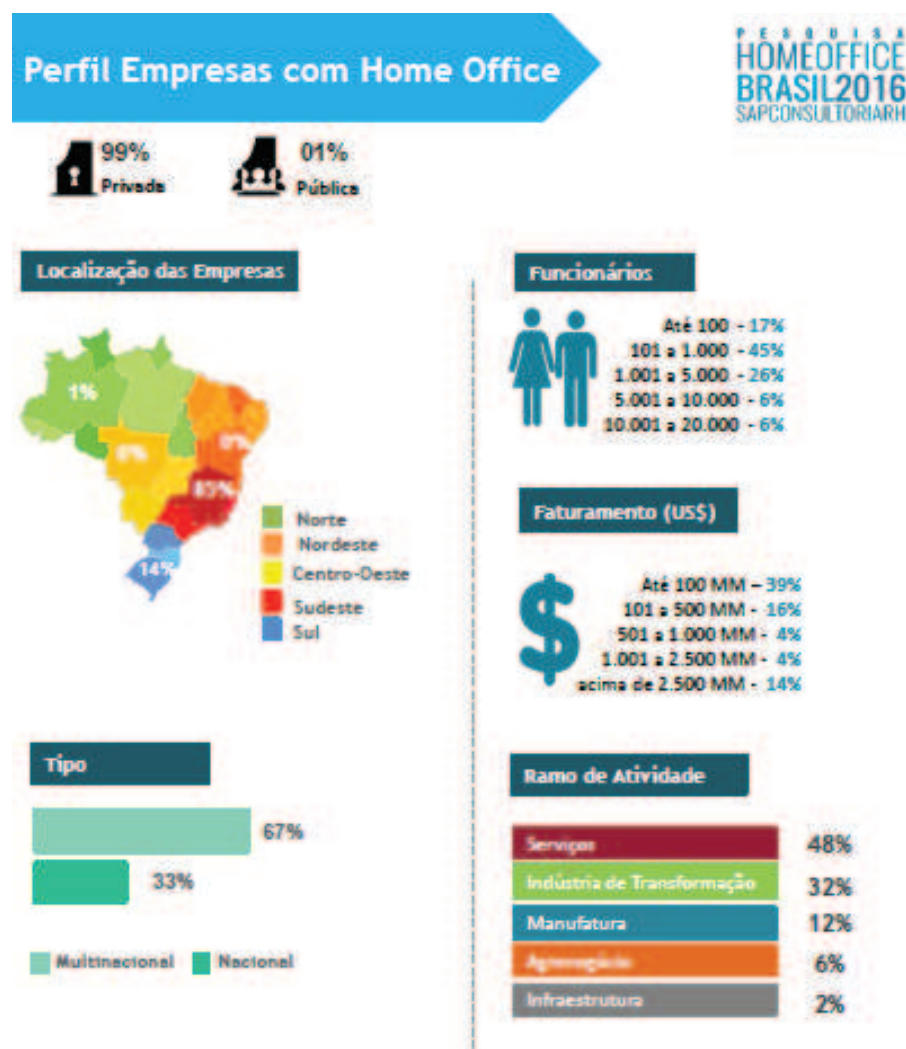 Perfil Empresas com Home Office
PESQUISA
HOMEOFFICE
BRASIL2016
SAPCONSULTORIARH
99%
Privada
01%
Pública
Localização das Empresas
1%
0%
0%
85%
14%
Norte
Nordeste
Centro-Oeste
Sudeste
Sul
Funcionários
Até 100 - 17%
101 a 1.000 - 45%
1.001 a 5.000 - 26%
5.001 a 10.000 - 6%
10.001 a 20.000 - 6%
Faturamento (US$)
$
Até 100 MM – 39%
101 a 500 MM - 16%
501 a 1.000 MM - 4%
1.001 a 2.500 MM - 4%
acima de 2.500 MM - 14%
Tipo
67%
33%
Multinacional
Nacional
Ramo de Atividade
Serviços 48%
Indústria de Transformação 32%
Manufatura 12%
Agronegócio 6%
Infraestrutura 2%